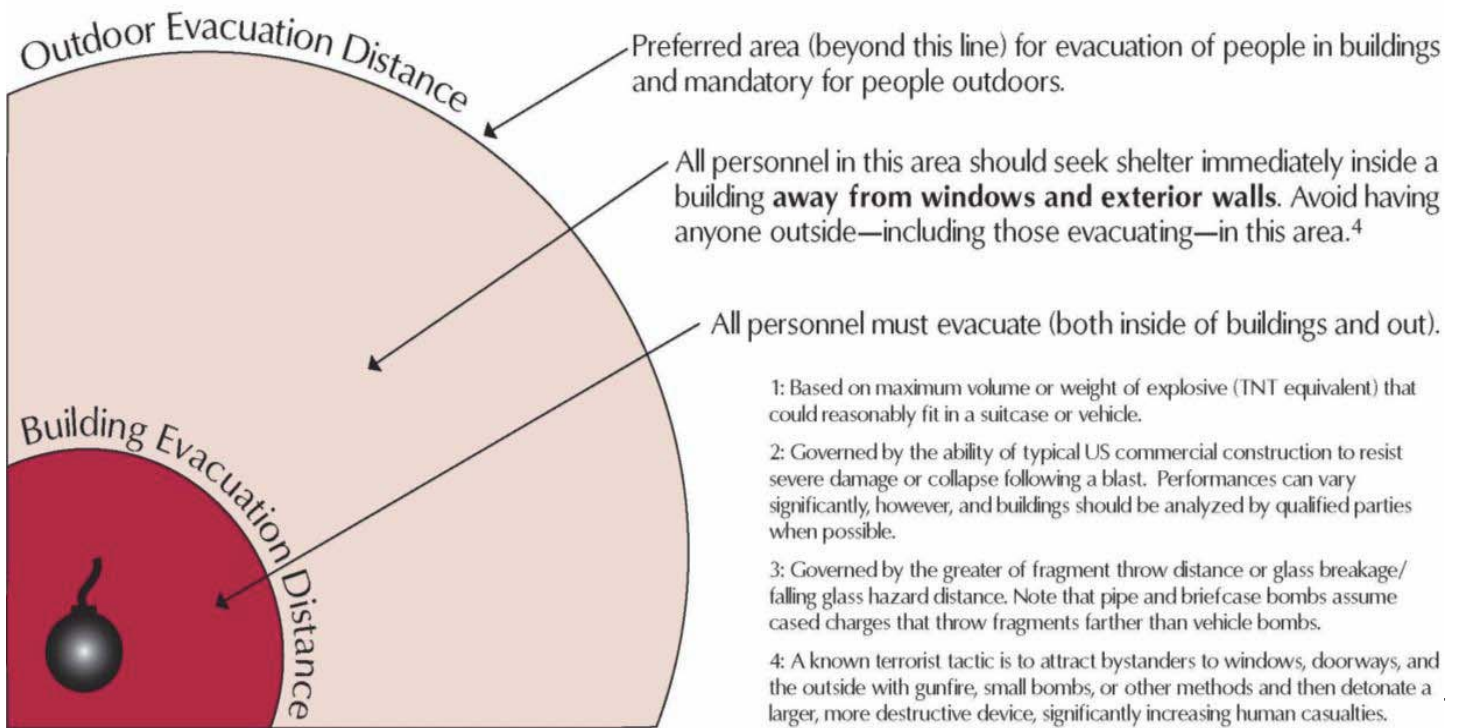 Outdoor Evacuation Distance
Preferred area (beyond this line) for evacuation of people in buildings
and mandatory for people outdoors.
All personnel in this area should seek shelter immediately inside a
building away from windows and exterior walls. Avoid having
anyone outside—including those evacuating—in this area.4
All personnel must evacuate (both inside of buildings and out).
Building Evacuation Distance
1: Based on maximum volume or weight of explosive (TNT equivalent) that
could reasonably fit in a suitcase or vehicle.
2: Governed by the ability of typical US commercial construction to resist
severe damage or collapse following a blast. Performances can vary
significantly, however, and buildings should be analyzed by qualified parties
when possible.
3: Governed by the greater of fragment throw distance or glass breakage/
falling glass hazard distance. Note that pipe and briefcase bombs assume
cased charges that throw fragments farther than vehicle bombs.
4: A known terrorist tactic is to attract bystanders to windows, doorways, and
the outside with gunfire, small bombs, or other methods and then detonate a
larger, more destructive device, significantly increasing human casualties.